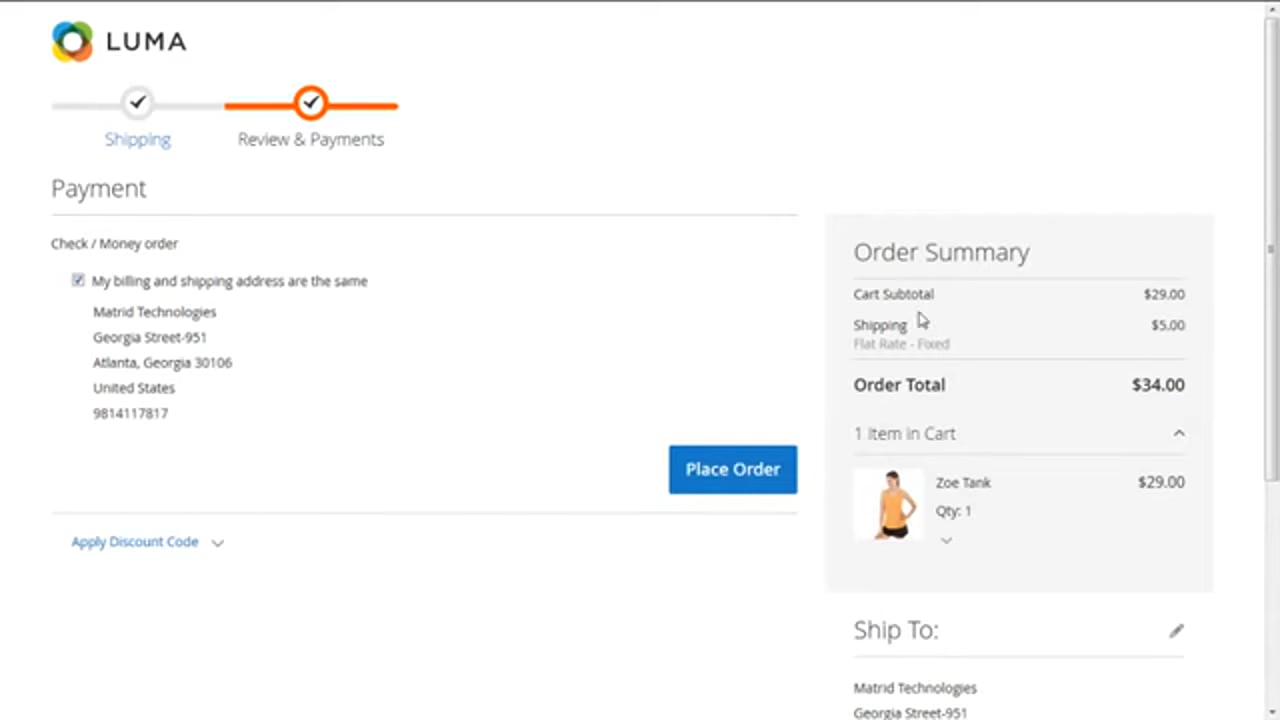 LUMA
Shipping
Review & Payments
Payment
Check / Money order
My billing and shipping address are the same
Matrid Technologies
Georgia Street-951
Atlanta, Georgia 30106
United States
9814117817
Place Order
Apply Discount Code
Order Summary
Cart Subtotal $29.00
Shipping $5.00
Flat Rate - Fixed
Order Total $34.00
1 Item in Cart
Zoe Tank $29.00
Qty: 1
Ship To:
Matrid Technologies
Georgia Street-951